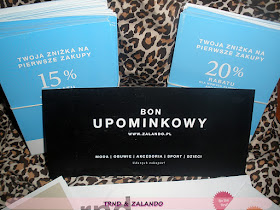 TWOJA ZNIŻKA NA
PIERWSZE ZAKUPY
15%
TWOJA ZNIŻKA NA
PIERWSZE ZAKUPY
20%
RABATU
BON
UPOMINKOWY
WWW.ZALANDO.PL
MODA | OBUWIE | AKCESORIA | SPORT | DZIECI
TRND & ZALANDO